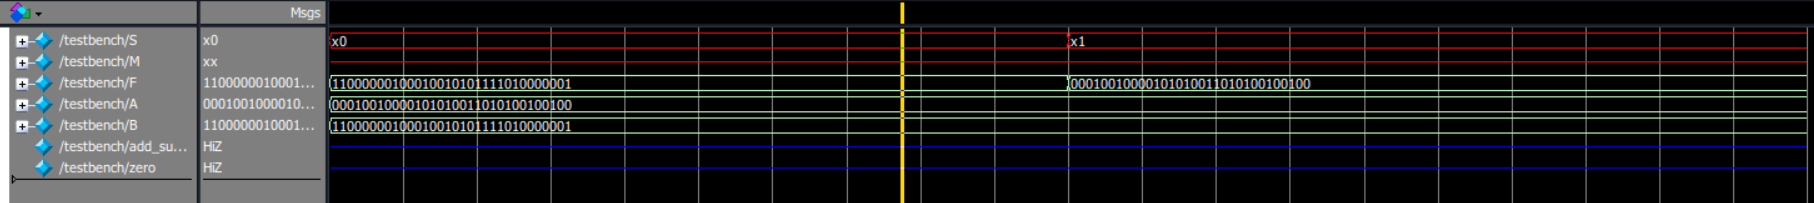 Msgs
/testbench/S x0 x0 x1
/testbench/M xx
/testbench/F 1100000010001... 11000000100010010101111010000001 00010010000101010011010100100100
/testbench/A 0001001000010... 00010010000101010011010100100100
/testbench/B 1100000010001... 11000000100010010101111010000001
/testbench/add_su... HiZ
/testbench/zero HiZ